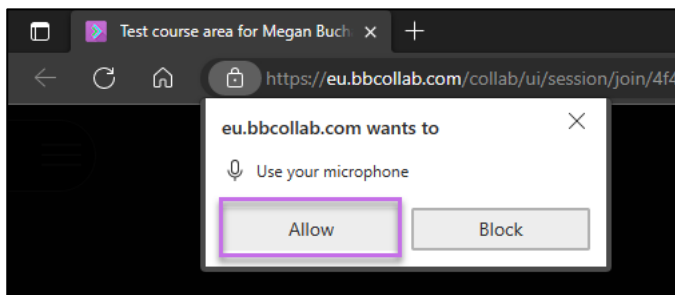 Test course area for Megan Buch
https://eu.bbcollab.com/collab/ui/session/join/4f4
eu.bbcollab.com wants to
Use your microphone
Allow
Block